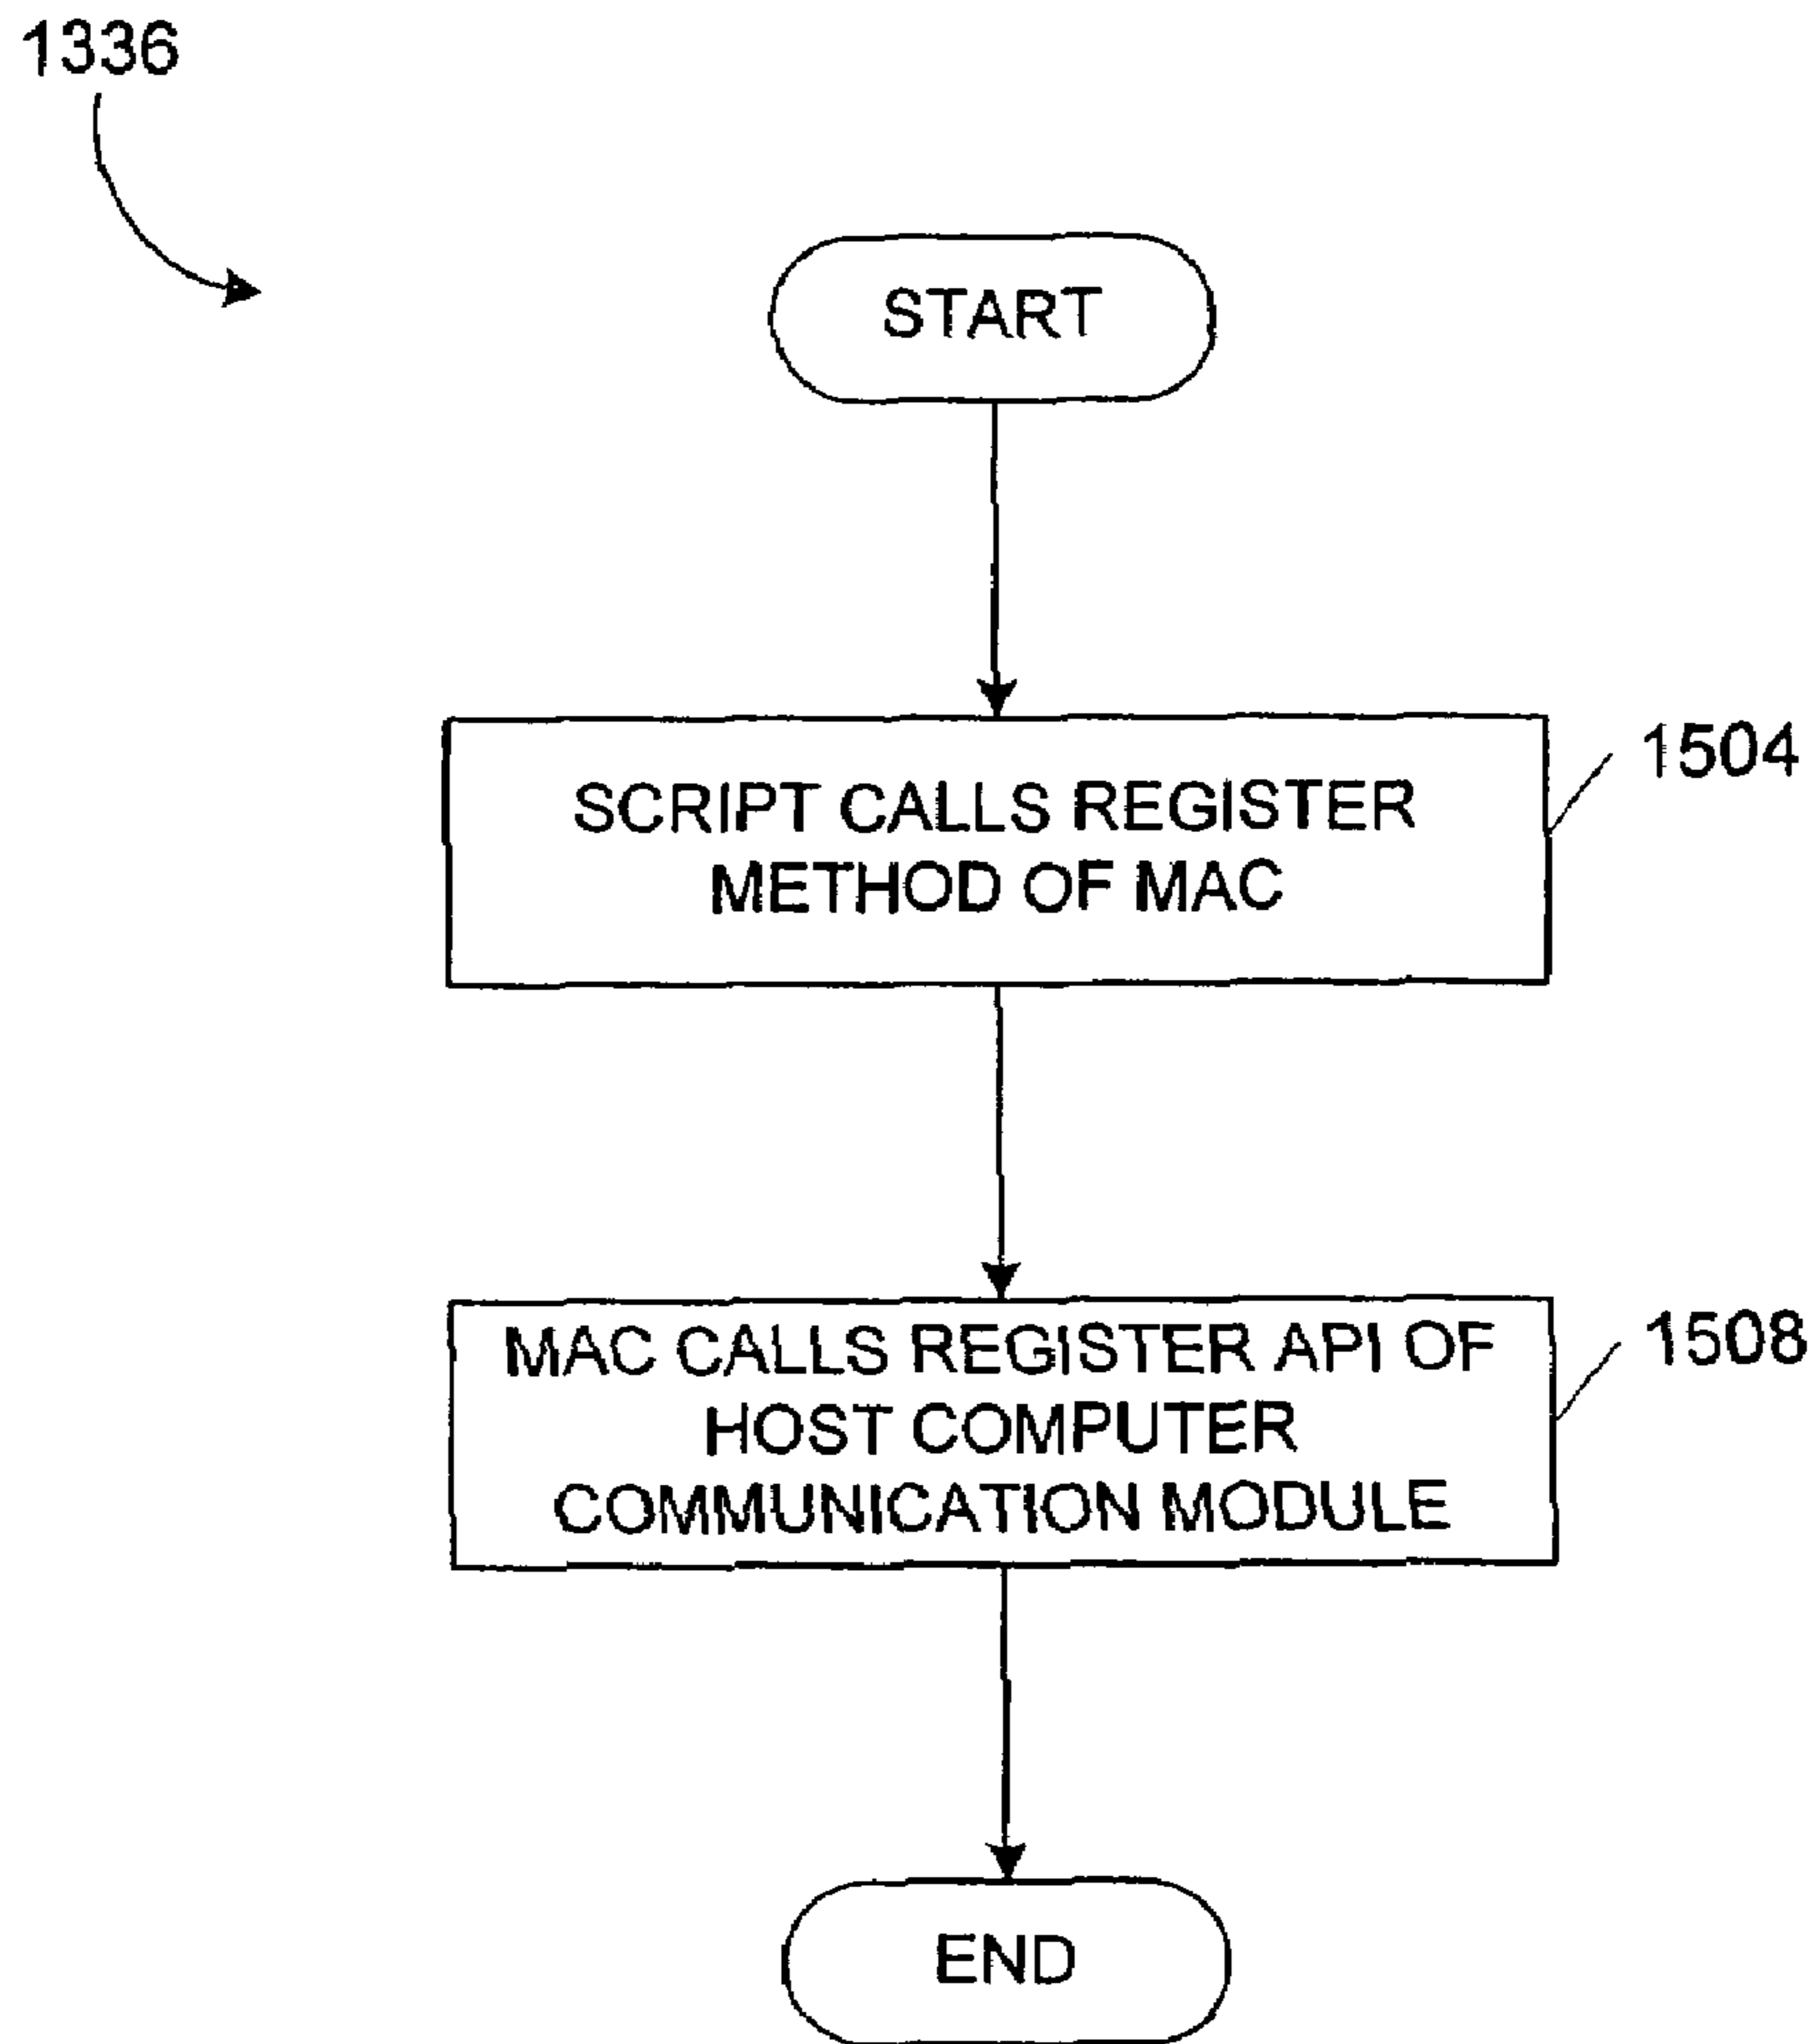 1336
START
SCRIPT CALLS REGISTER
METHOD OF MAC
1504
MAC CALLS REGISTER API OF
HOST COMPUTER
COMMUNICATION MODULE
1508
END